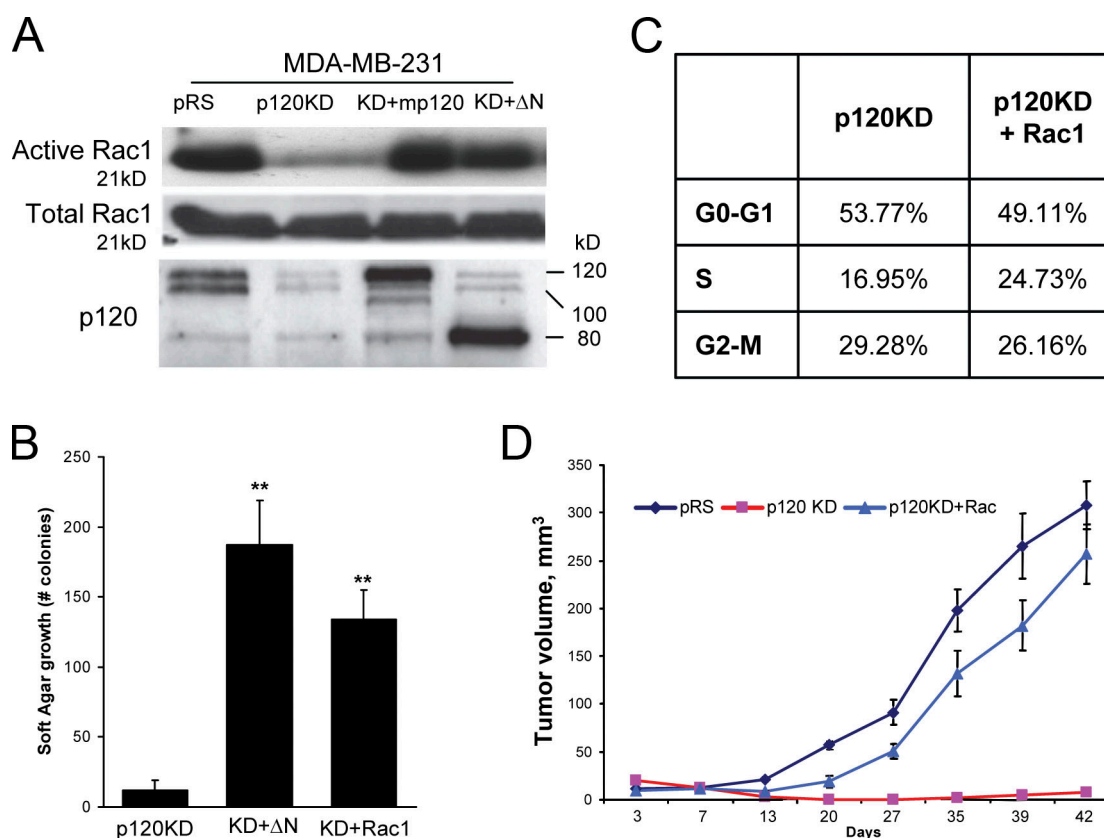 A
MDA-MB-231
pRS p120KD KD+mp120 KD+ΔN
Active Rac1
21kD
Total Rac1
21kD
kD
p120
120
100
80
C
p120KD p120KD + Rac1
G0-G1 53.77% 49.11%
S 16.95% 24.73%
G2-M 29.28% 26.16%
B
250
200
150
100
50
0
Soft Agar growth (# colonies)
**
**
p120KD KD+ΔN KD+Rac1
D
350
300
250
200
150
100
50
0
Tumor volume, mm³
pRS p120 KD p120KD+Rac
3 7 13 20 27 35 39 42
Days